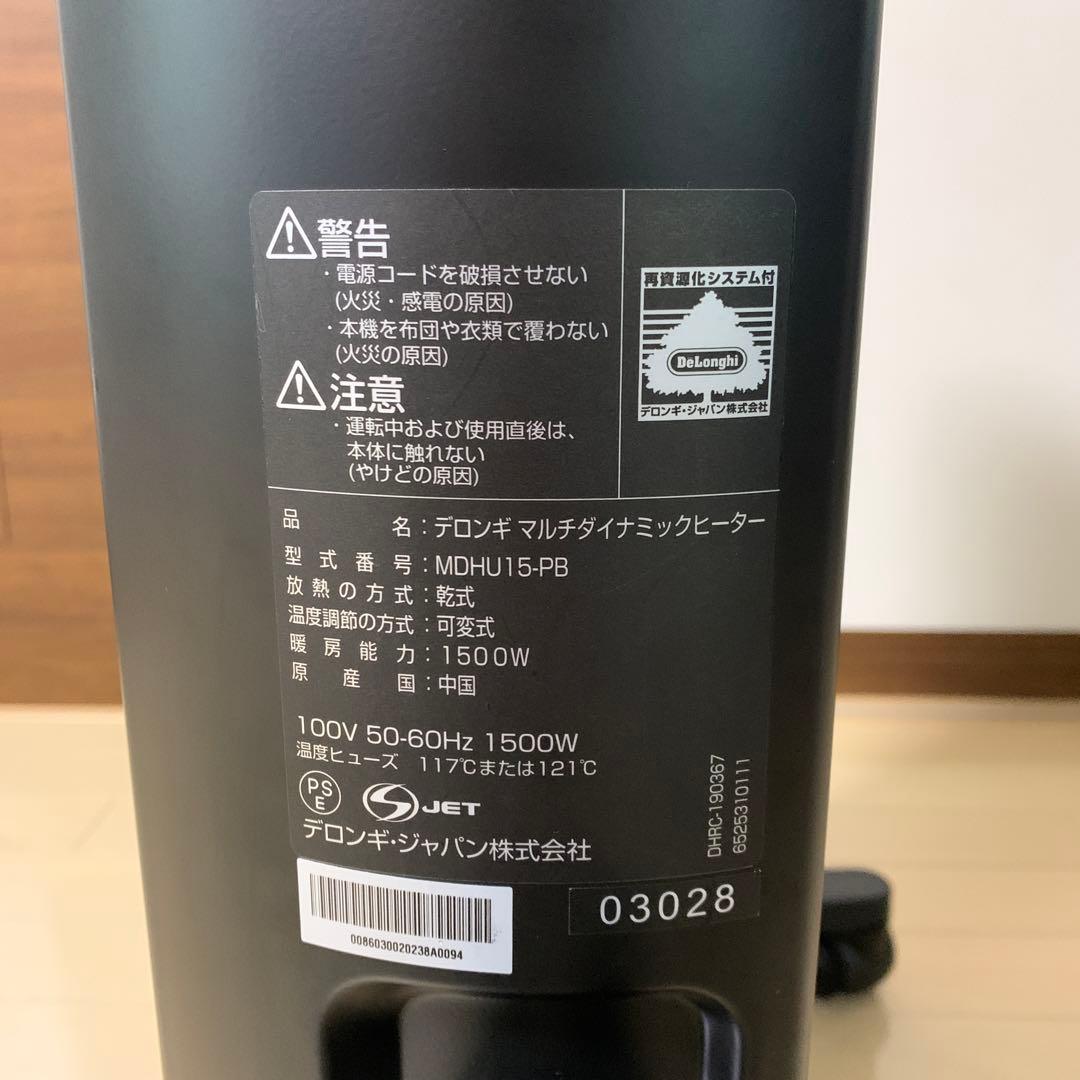 警告
・電源コードを破損させない
(火災・感電の原因)
・本機を布団や衣類で覆わない
(火災の原因)
注意
・運転中および使用直後は、
本体に触れない
(やけどの原因)
再資源化システム付
DeLonghi
デロンギ・ジャパン株式会社
品名：デロンギ マルチダイナミックヒーター
型式番号：MDHU15-PB
放熱の方式：乾式
温度調節の方式：可変式
暖房能力：1500W
原産国：中国
100V 50-60Hz 1500W
温度ヒューズ 117℃または121℃
PSE
S JET
デロンギ・ジャパン株式会社
DHRC-190367
6525310111
0086030020238A0094
03028